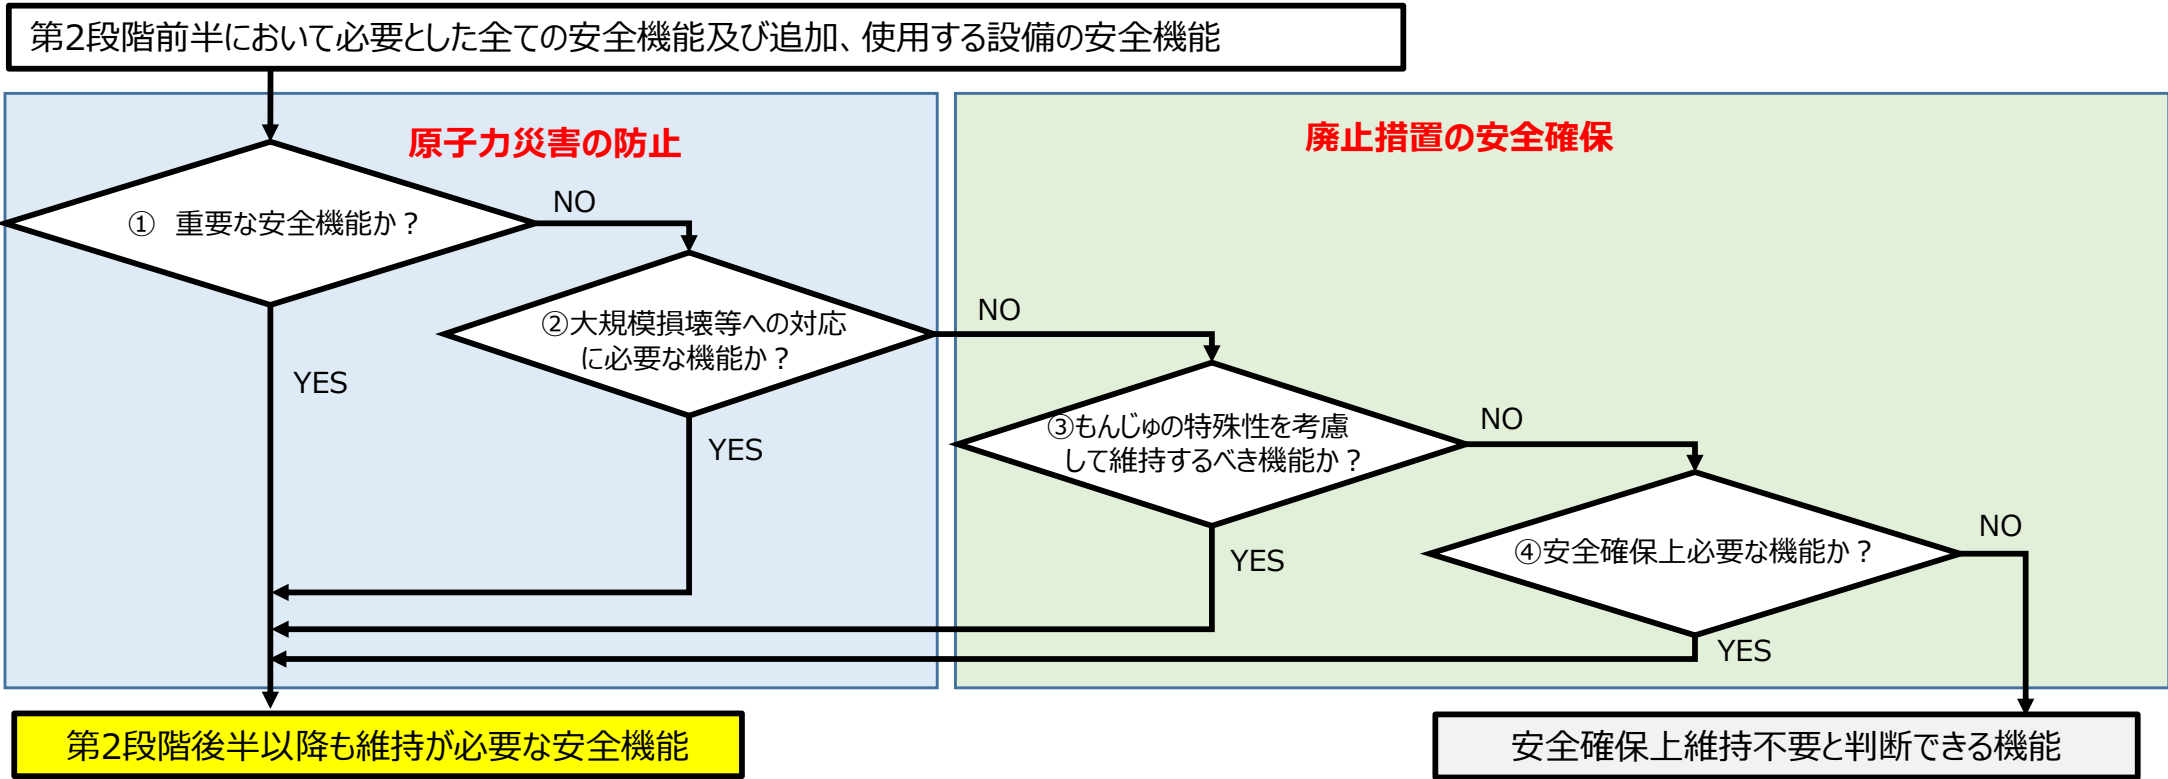 第2段階前半において必要とした全ての安全機能及び追加、使用する設備の安全機能
原子力災害の防止
廃止措置の安全確保
① 重要な安全機能か？
NO
YES
②大規模損壊等への対応
に必要な機能か？
NO
YES
③もんじゅの特殊性を考慮
して維持するべき機能か？
NO
YES
④安全確保上必要な機能か？
NO
YES
第2段階後半以降も維持が必要な安全機能
安全確保上維持不要と判断できる機能